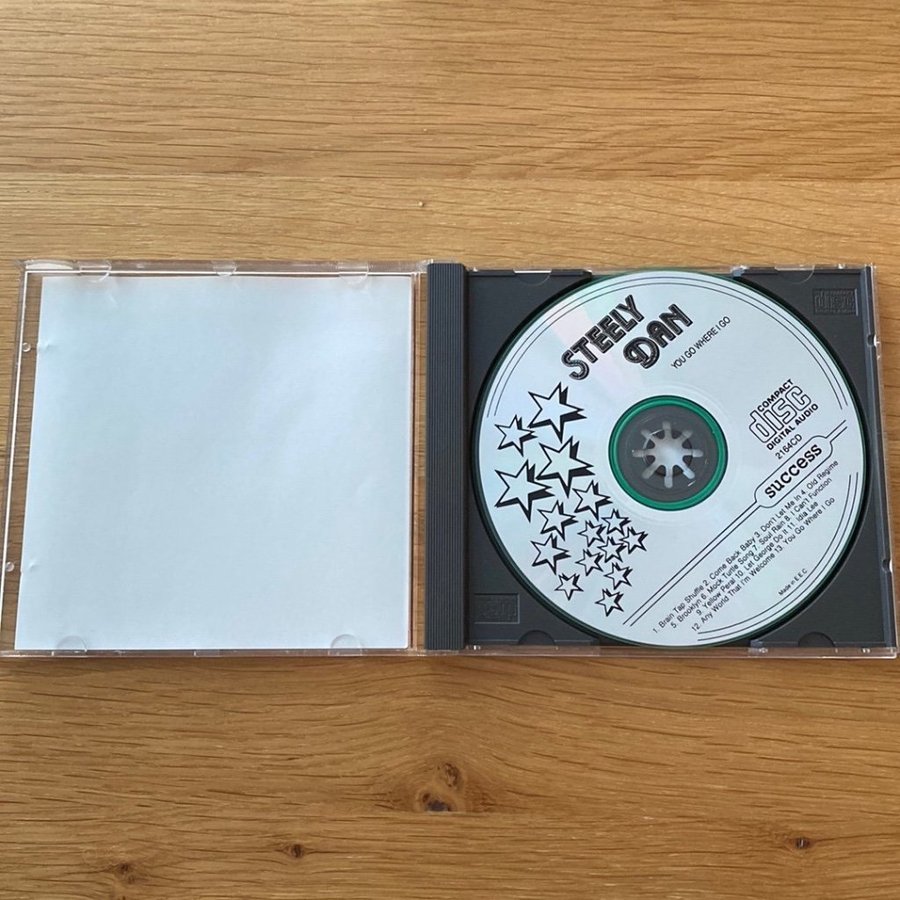 STEELY
DAN
YOU GO WHERE I GO
COMPACT
disc
DIGITAL AUDIO
2164CD
success
1. Brain Tap Shuffle 2. Come Back Baby 3. Don't Let Me In 4. Old Regime
5. Brooklyn 6. Mock Turtle Song 7. Soul Rain 8. I Can't Function
9. Yellow Peral 10. Let George Do It 11. Idia Lee
12. Any World That I'm Welcome 13. You Go Where I Go
Made in E.E.C